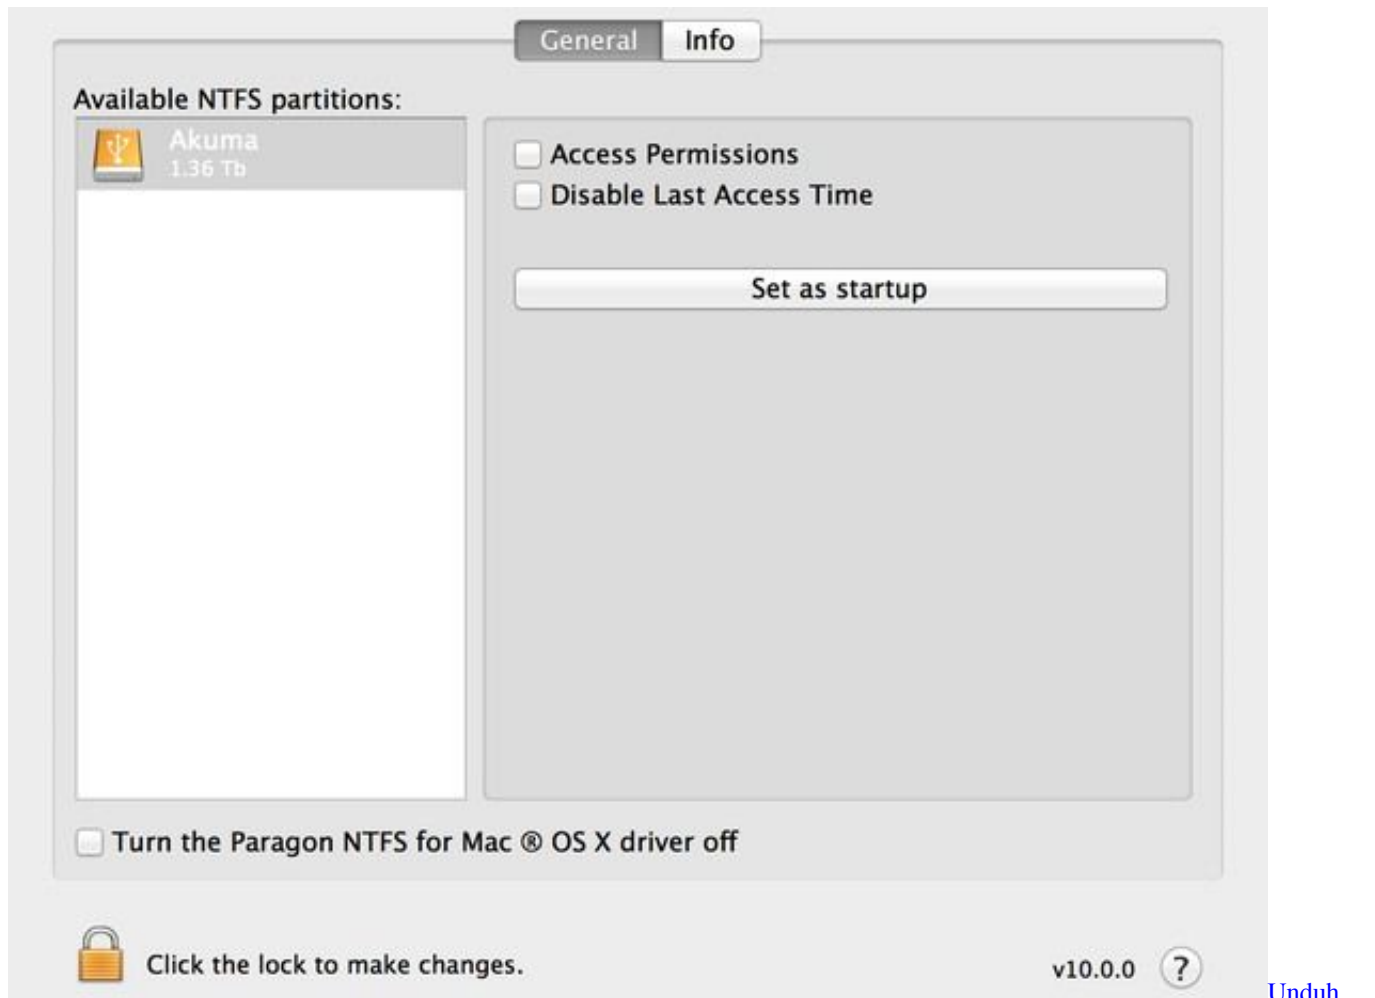 General Info
Available NTFS partitions:
Akuma
1.36 Tb
Access Permissions
Disable Last Access Time
Set as startup
Turn the Paragon NTFS for Mac ® OS X driver off
Click the lock to make changes.
v10.0.0 ?
Unduh